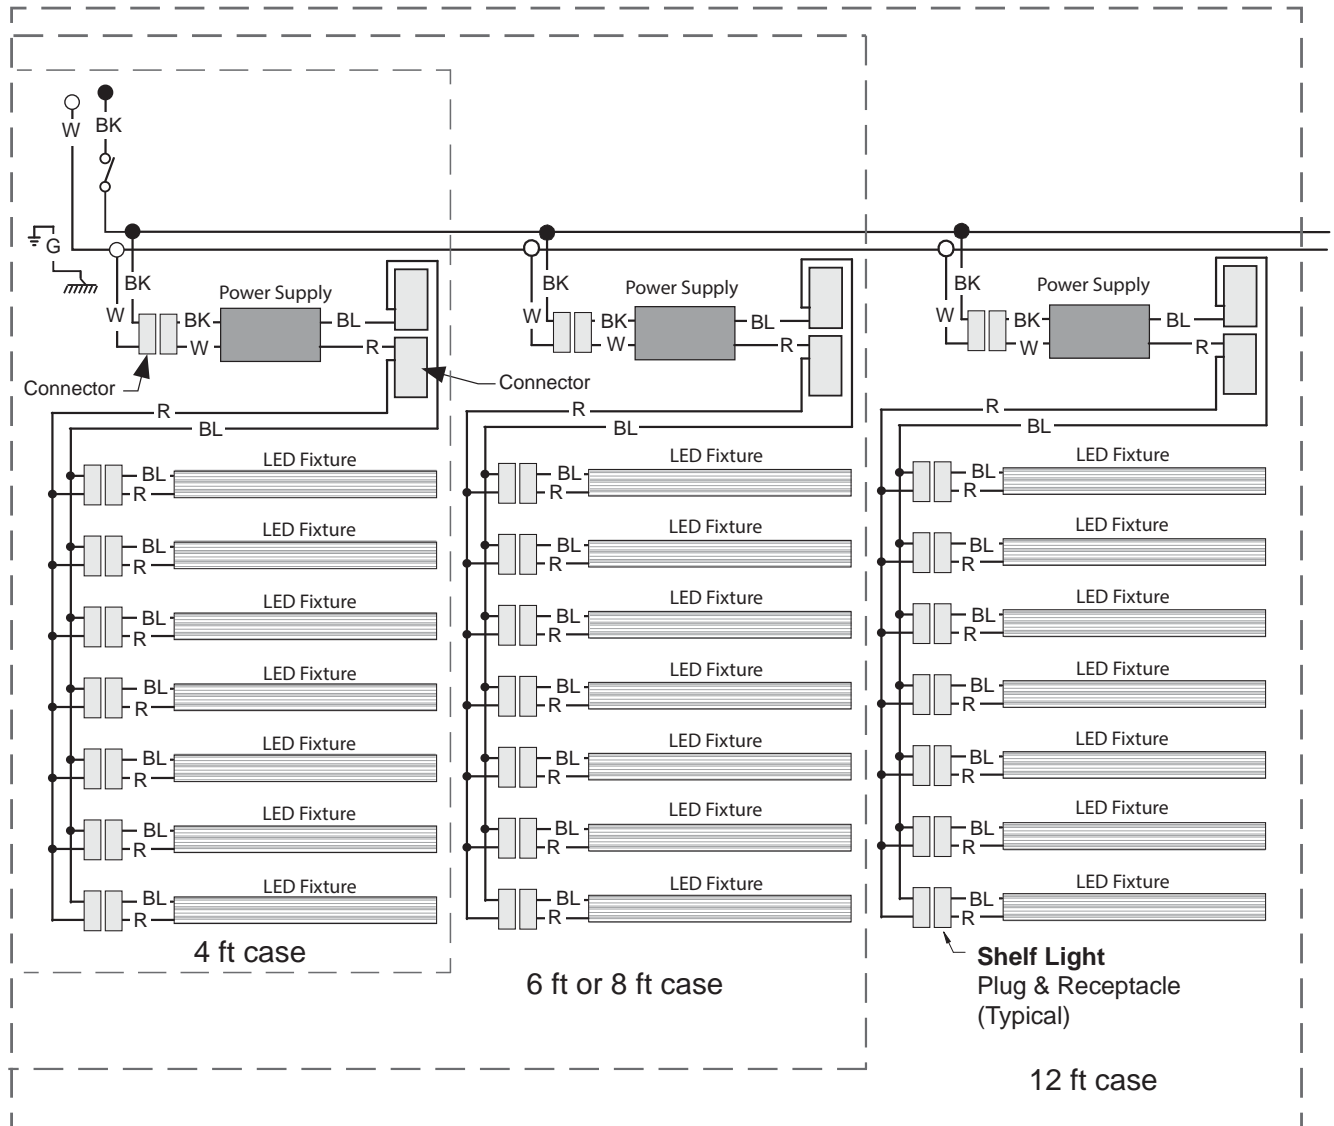 W
BK
G
BK
W
BK
W
Power Supply
BL
R
Connector
Connector
R
BL
BK
W
BK
W
Power Supply
BL
R
R
BL
BK
W
BK
W
Power Supply
BL
R
R
BL
LED Fixture
BL
R
LED Fixture
BL
R
LED Fixture
BL
R
LED Fixture
BL
R
LED Fixture
BL
R
LED Fixture
BL
R
LED Fixture
BL
R
4 ft case
LED Fixture
BL
R
LED Fixture
BL
R
LED Fixture
BL
R
LED Fixture
BL
R
LED Fixture
BL
R
LED Fixture
BL
R
LED Fixture
BL
R
6 ft or 8 ft case
LED Fixture
BL
R
LED Fixture
BL
R
LED Fixture
BL
R
LED Fixture
BL
R
LED Fixture
BL
R
LED Fixture
BL
R
LED Fixture
BL
R
Shelf Light
Plug & Receptacle
(Typical)
12 ft case